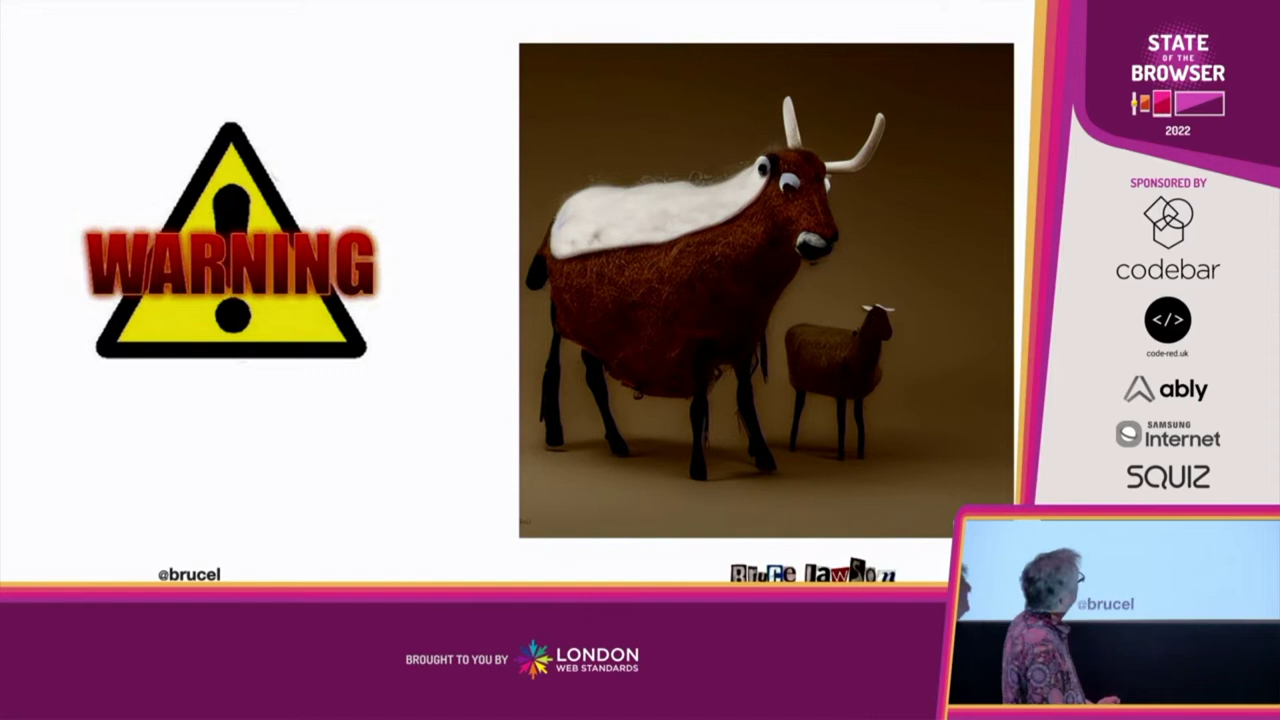 WARNING
@brucel
Bruce Lawson
STATE
OF THE
BROWSER
2022
SPONSORED BY
codebar
</>
code-red.uk
ably
SAMSUNG
Internet
SQUIZ
@brucel
BROUGHT TO YOU BY
LONDON
WEB STANDARDS